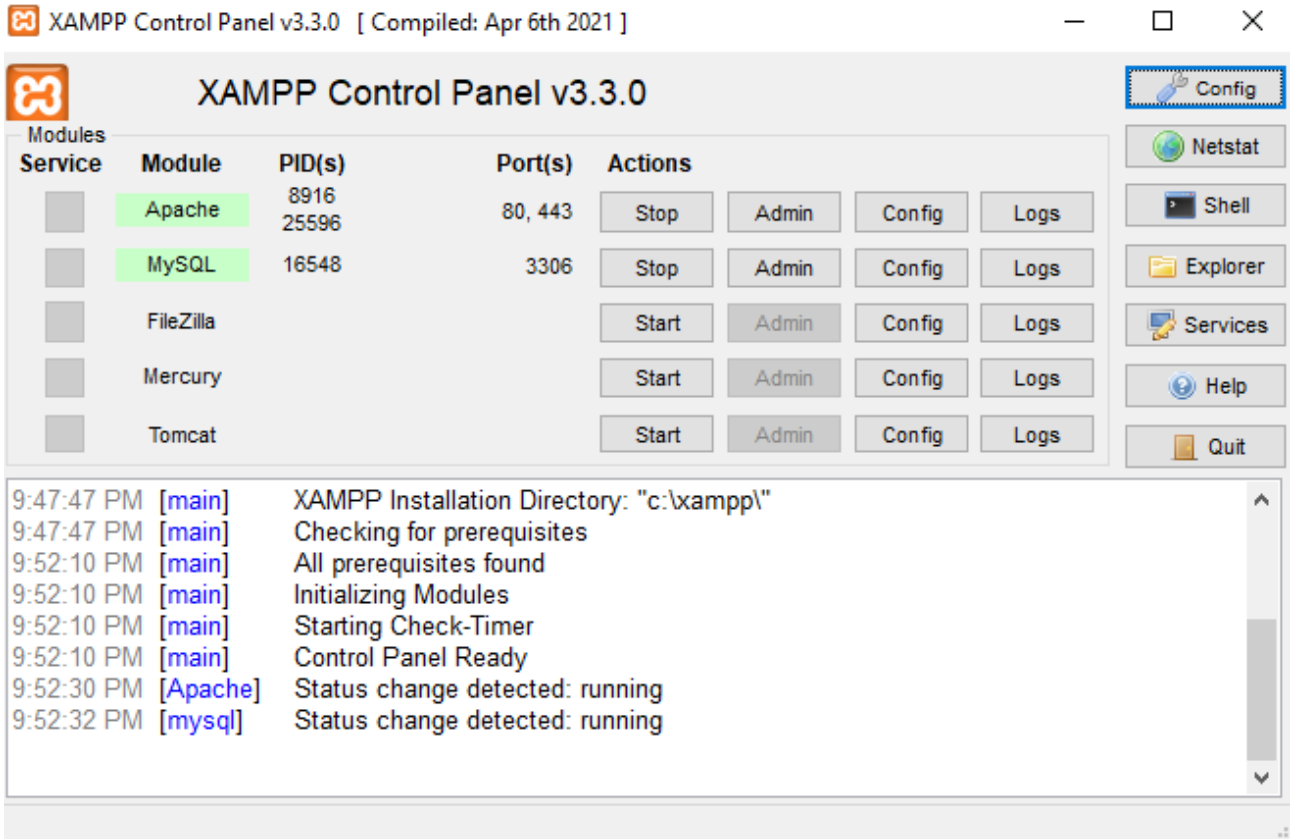 XAMPP Control Panel v3.3.0 [ Compiled: Apr 6th 2021 ]
XAMPP Control Panel v3.3.0
Config
Modules
Service Module PID(s) Port(s) Actions
Netstat
Apache 8916 25596 80, 443 Stop Admin Config Logs
Shell
MySQL 16548 3306 Stop Admin Config Logs
Explorer
FileZilla Start Admin Config Logs
Services
Mercury Start Admin Config Logs
Help
Tomcat Start Admin Config Logs
Quit
9:47:47 PM [main] XAMPP Installation Directory: "c:\xampp\"
9:47:47 PM [main] Checking for prerequisites
9:52:10 PM [main] All prerequisites found
9:52:10 PM [main] Initializing Modules
9:52:10 PM [main] Starting Check-Timer
9:52:10 PM [main] Control Panel Ready
9:52:30 PM [Apache] Status change detected: running
9:52:32 PM [mysql] Status change detected: running